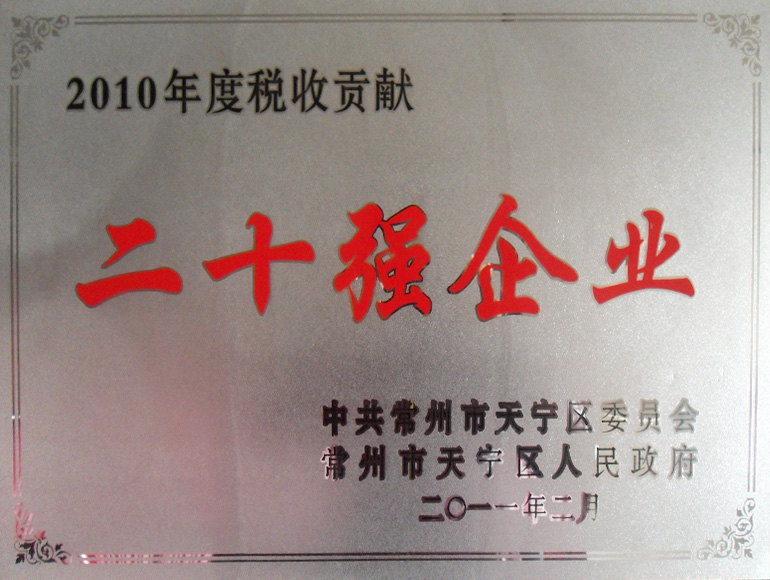 2010年度税收贡献
二十强企业
中共常州市天宁区委员会
常州市天宁区人民政府
二〇一一年二月